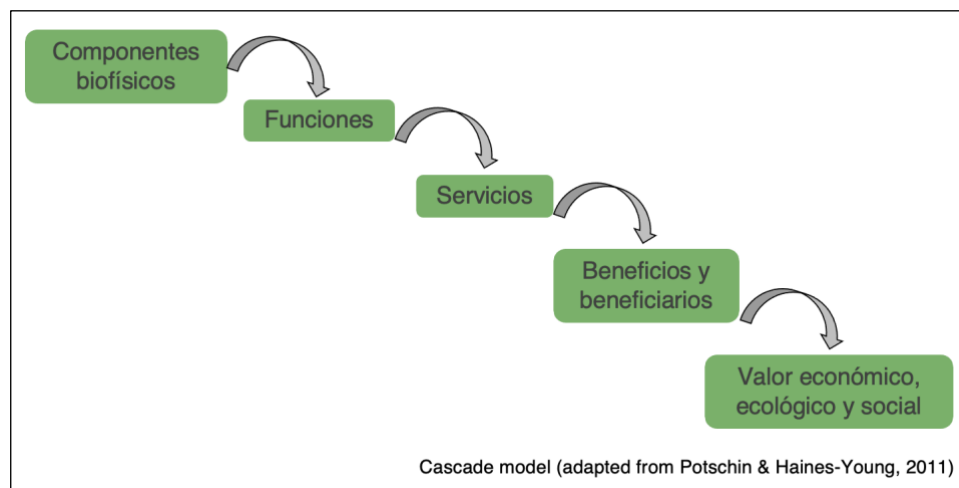 Componentes
biofísicos
Funciones
Servicios
Beneficios y
beneficiarios
Valor económico,
ecológico y social
Cascade model (adapted from Potschin & Haines-Young, 2011)